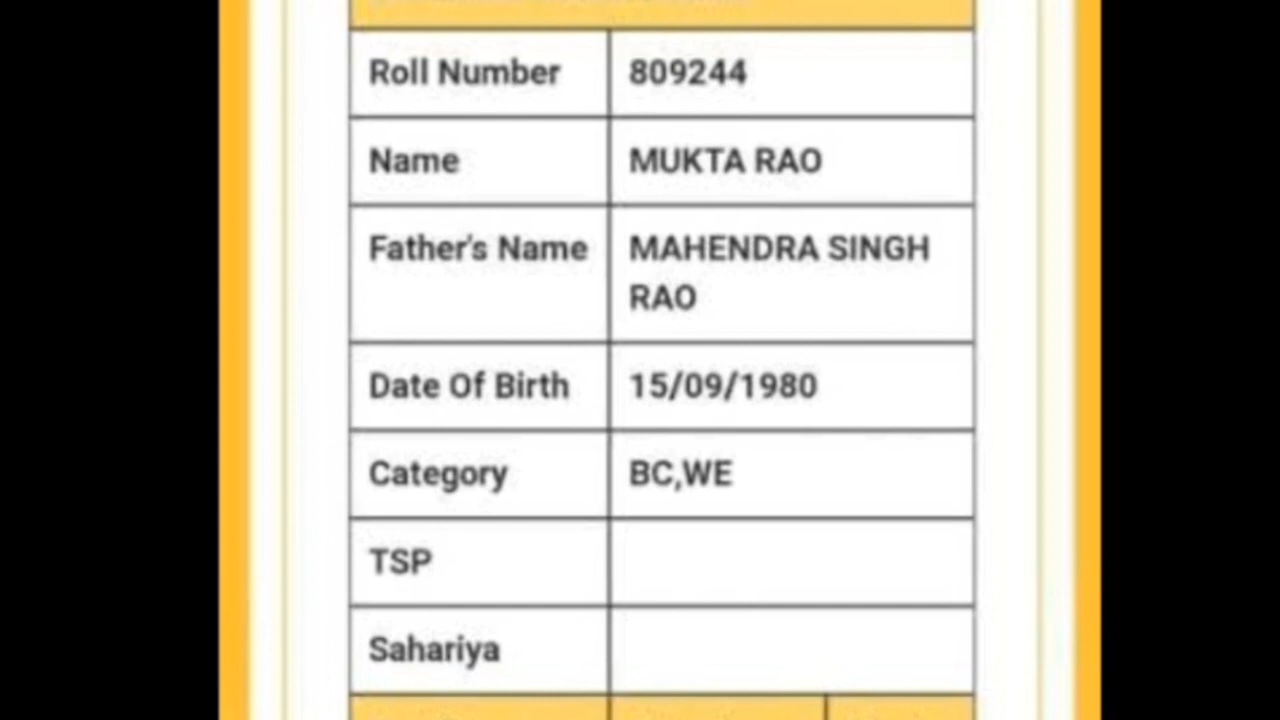 Roll Number 809244
Name MUKTA RAO
Father's Name MAHENDRA SINGH
RAO
Date Of Birth 15/09/1980
Category BC,WE
TSP
Sahariya